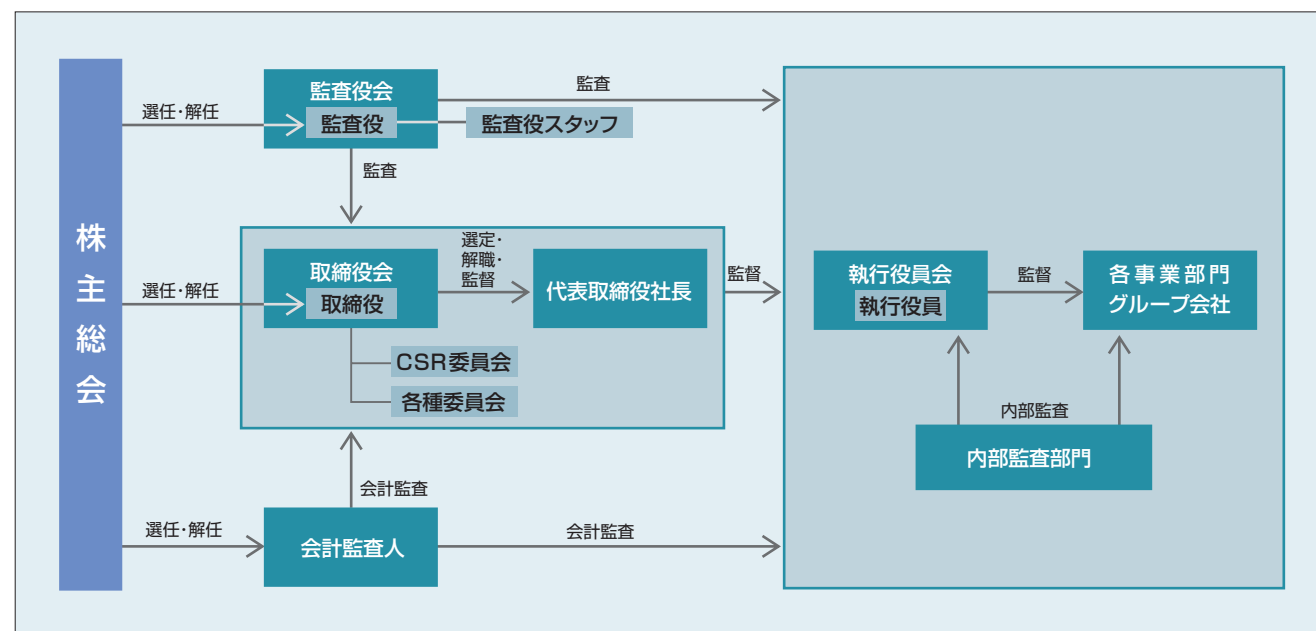 株主総会
選任・解任
監査役会
監査役
監査役スタッフ
監査
監査
選任・解任
取締役会
取締役
選定・
解職・
監督
代表取締役社長
CSR委員会
各種委員会
監督
選任・解任
会計監査人
会計監査
会計監査
執行役員会
執行役員
監督
各事業部門
グループ会社
内部監査
内部監査部門